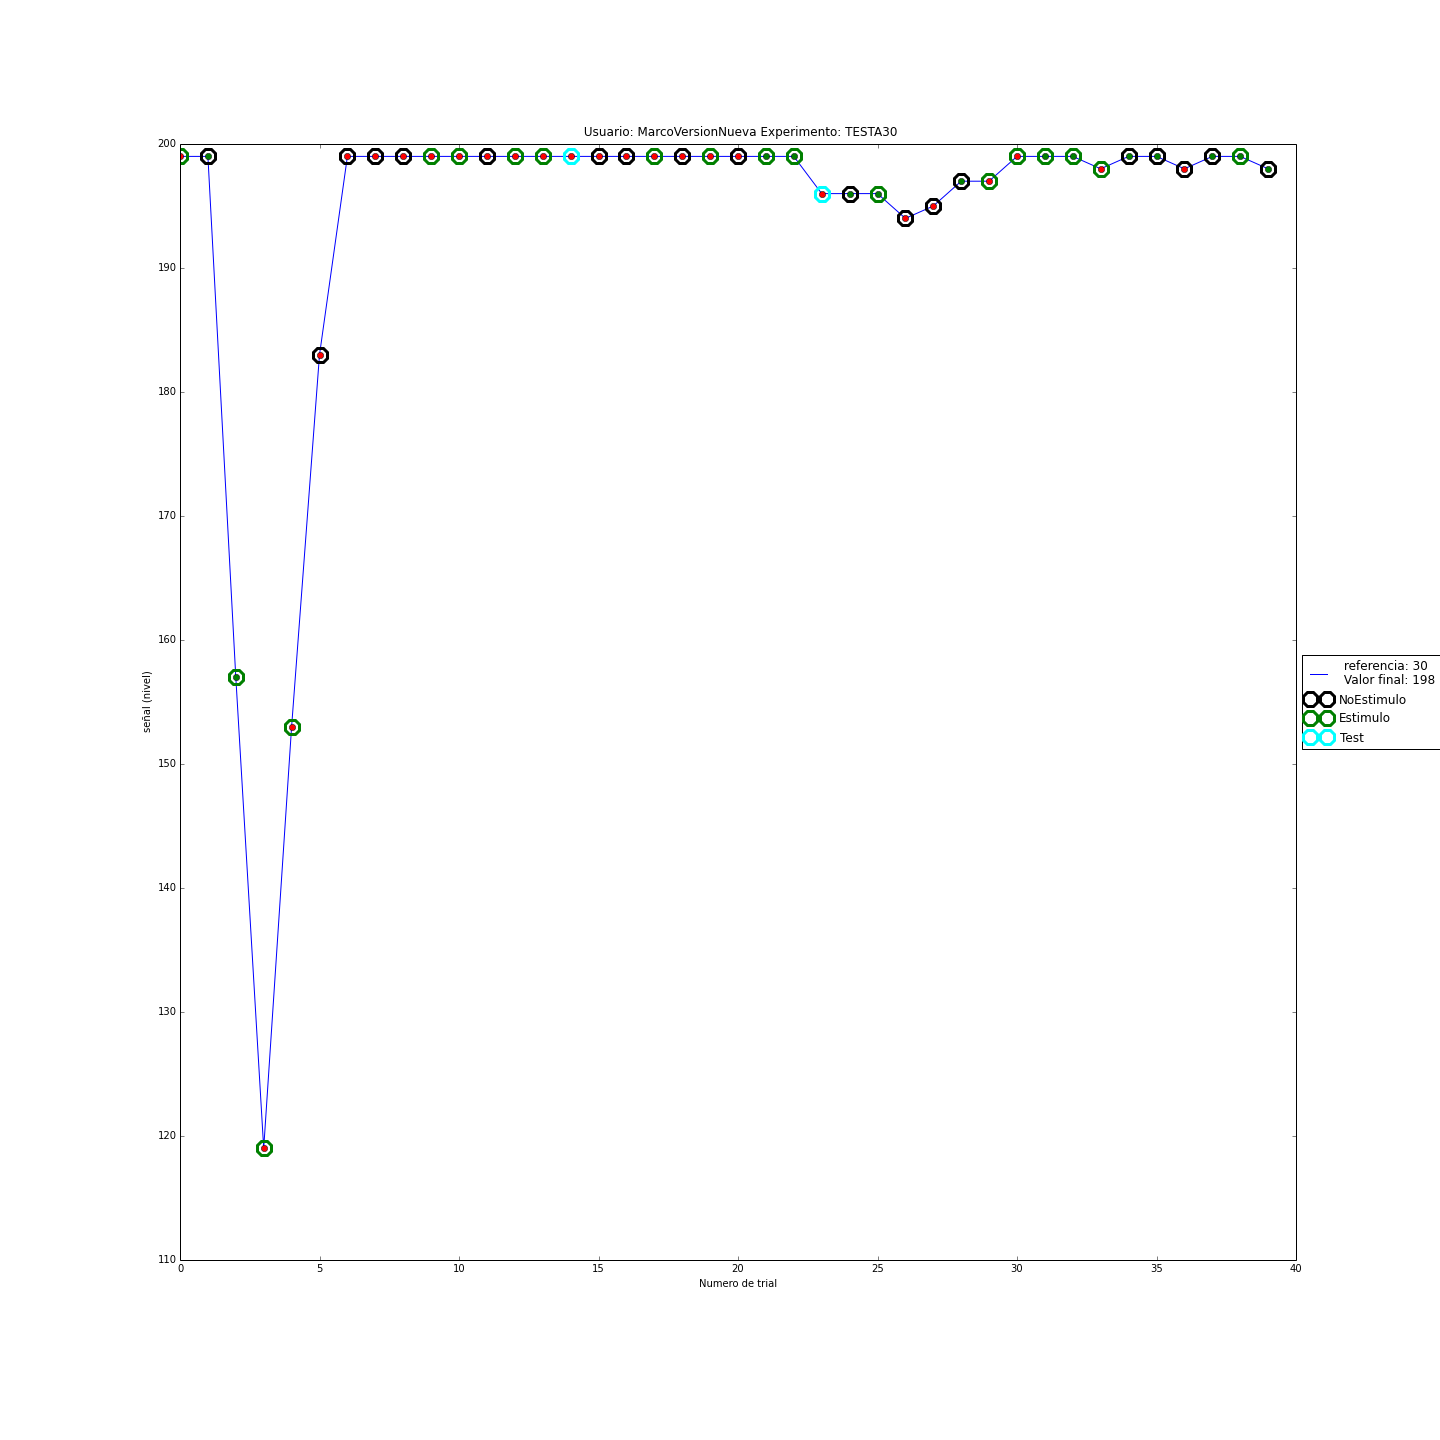 Usuario: MarcoVersionNueva Experimento: TESTA30
200
190
180
170
160
150
140
130
120
110
señal (nivel)
0 5 10 15 20 25 30 35 40
Numero de trial
referencia: 30
Valor final: 198
NoEstimulo
Estimulo
Test